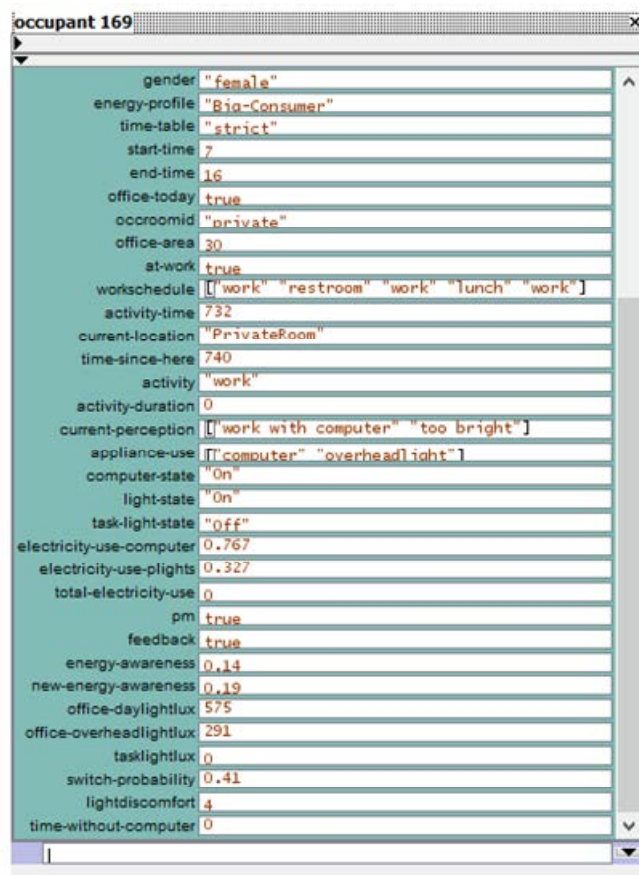 occupant 169
gender "female"
energy-profile "Big-Consumer"
time-table "strict"
start-time 7
end-time 16
office-today true
occroomid "private"
office-area 30
at-work true
workschedule ["work" "restroom" "work" "lunch" "work"]
activity-time 732
current-location "PrivateRoom"
time-since-here 740
activity "work"
activity-duration 0
current-perception ["work with computer" "too bright"]
appliance-use ["computer" "overheadlight"]
computer-state "On"
light-state "On"
task-light-state "Off"
electricity-use-computer 0.767
electricity-use-plights 0.327
total-electricity-use 0
pm true
feedback true
energy-awareness 0.14
new-energy-awareness 0.19
office-daylightlux 575
office-overheadlightlux 291
tasklightlux 0
switch-probability 0.41
lightdiscomfort 4
time-without-computer 0